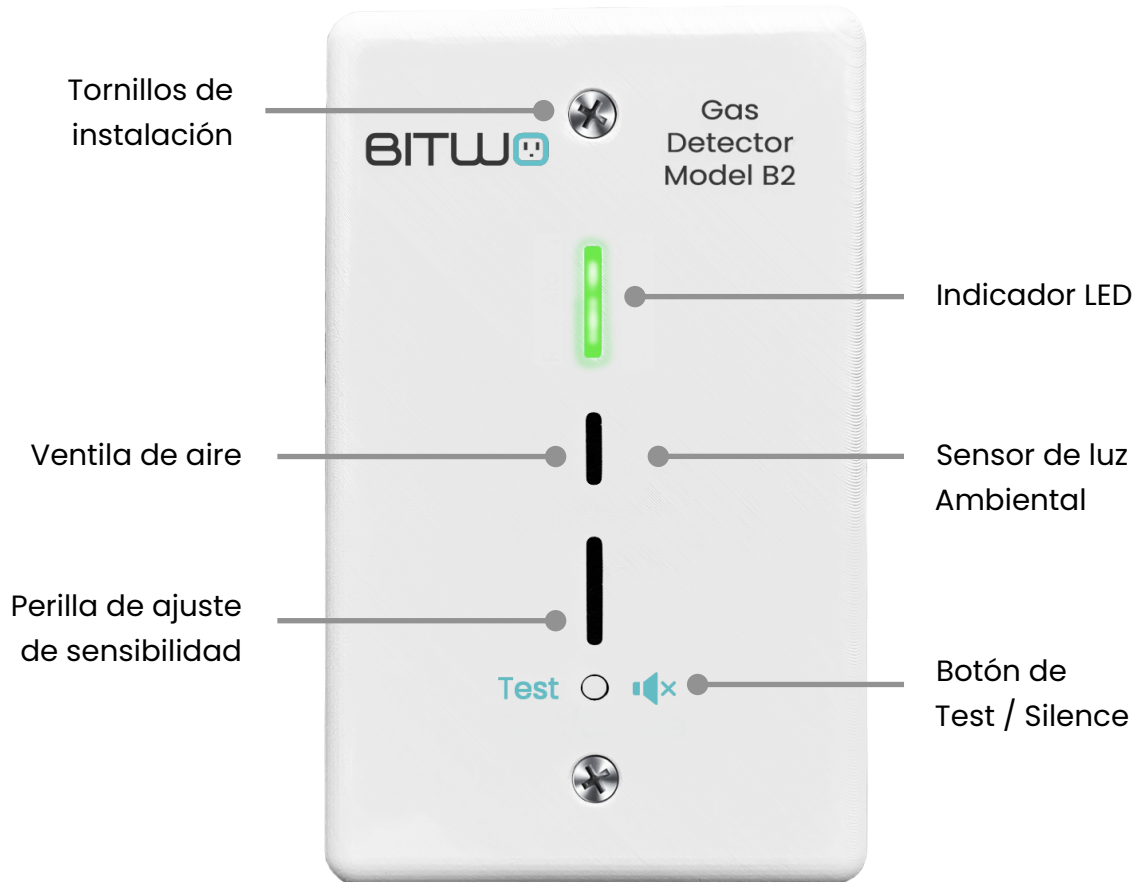 Tornillos de
instalación
BITWO
Gas
Detector
Model B2
Indicador LED
Ventila de aire
Sensor de luz
Ambiental
Perilla de ajuste
de sensibilidad
Test
Botón de
Test / Silence